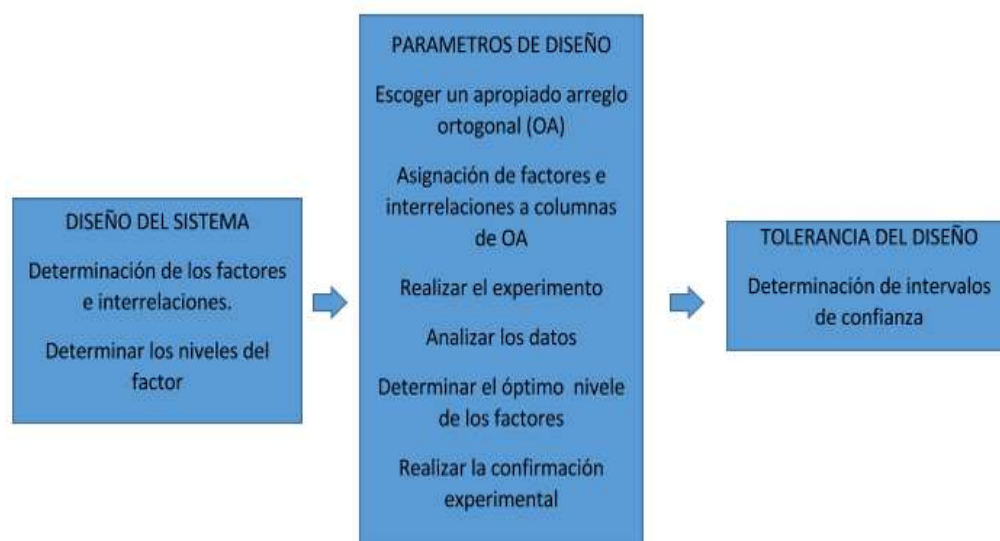 DISEÑO DEL SISTEMA
Determinación de los factores
e interrelaciones.
Determinar los niveles del
factor
PARAMETROS DE DISEÑO
Escoger un apropiado arreglo
ortogonal (OA)
Asignación de factores e
interrelaciones a columnas
de OA
Realizar el experimento
Analizar los datos
Determinar el óptimo nivele
de los factores
Realizar la confirmación
experimental
TOLERANCIA DEL DISEÑO
Determinación de intervalos
de confianza